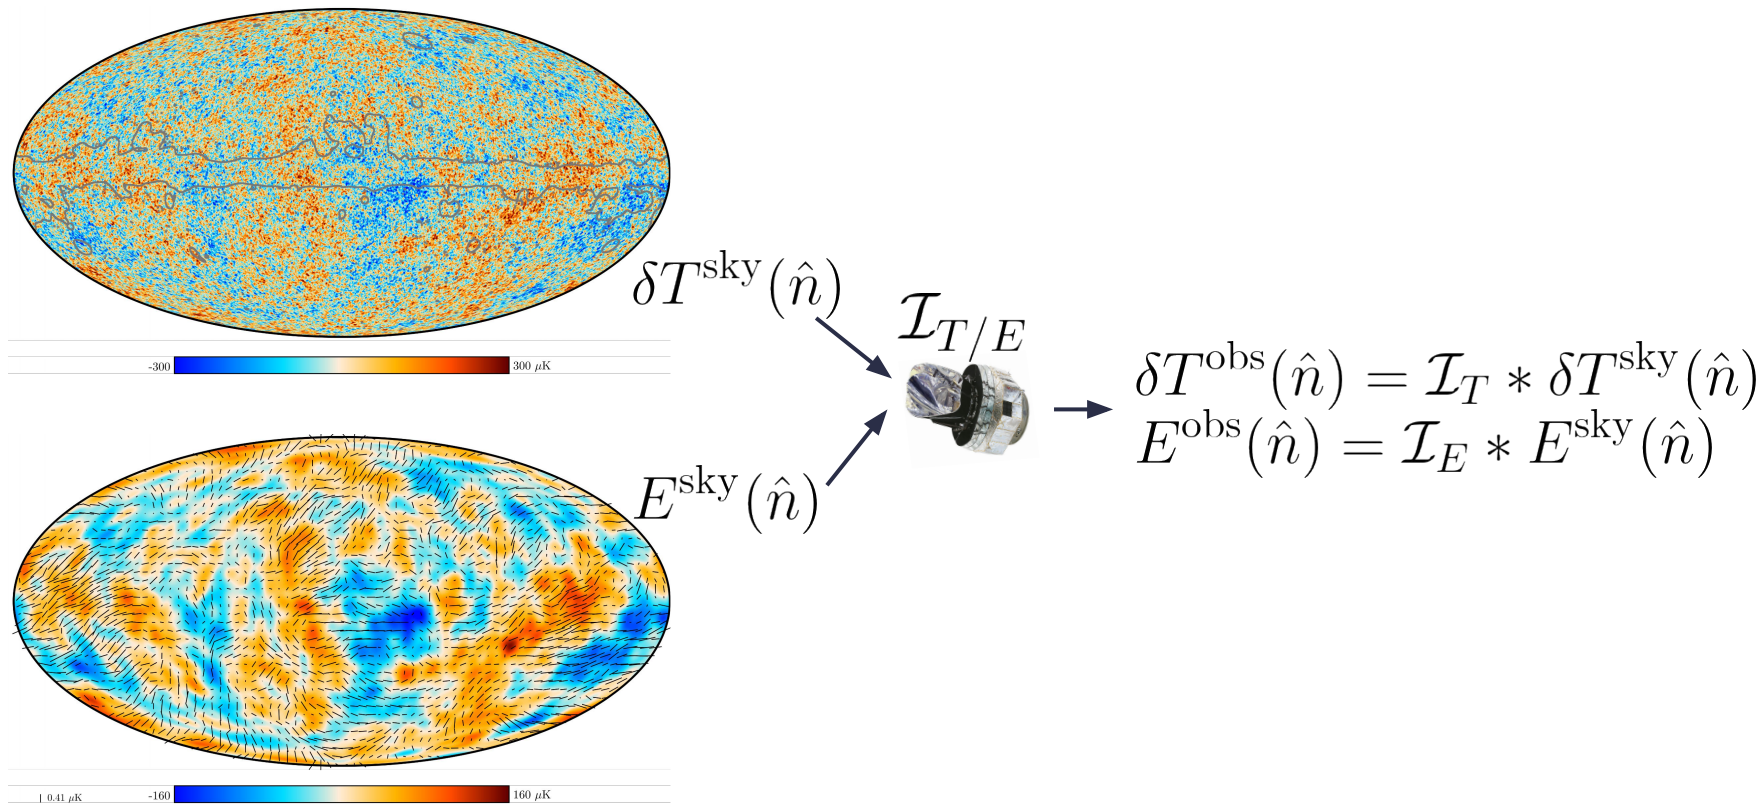 -300 300 μK
δT^sky(n̂)
I_T/E
δT^obs(n̂) = I_T * δT^sky(n̂)
E^obs(n̂) = I_E * E^sky(n̂)
E^sky(n̂)
0.41 μK -160 160 μK